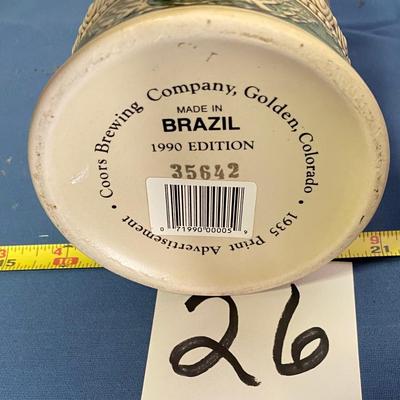 • Coors Brewing Company, Golden, Colorado • 1935 Print Advertisement
MADE IN
BRAZIL
1990 EDITION
35642
0 71990 00005 9
26